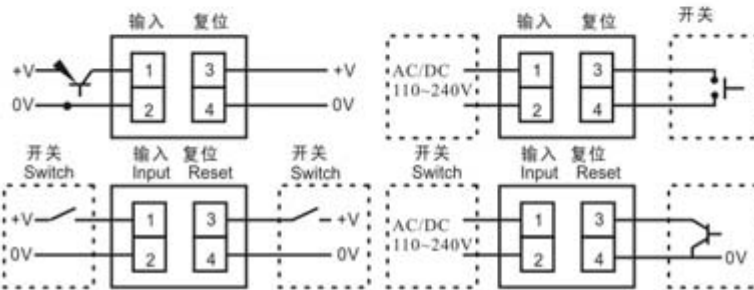 输入 复位
+V 1 3 +V
0V 2 4 0V
开关
输入 复位
AC/DC
110~240V
1 3
2 4
开关 输入 复位 开关
Switch Input Reset Switch
+V 1 3 +V
0V 2 4 0V
开关 输入 复位
Switch Input Reset
AC/DC
110~240V
1 3
2 4 0V